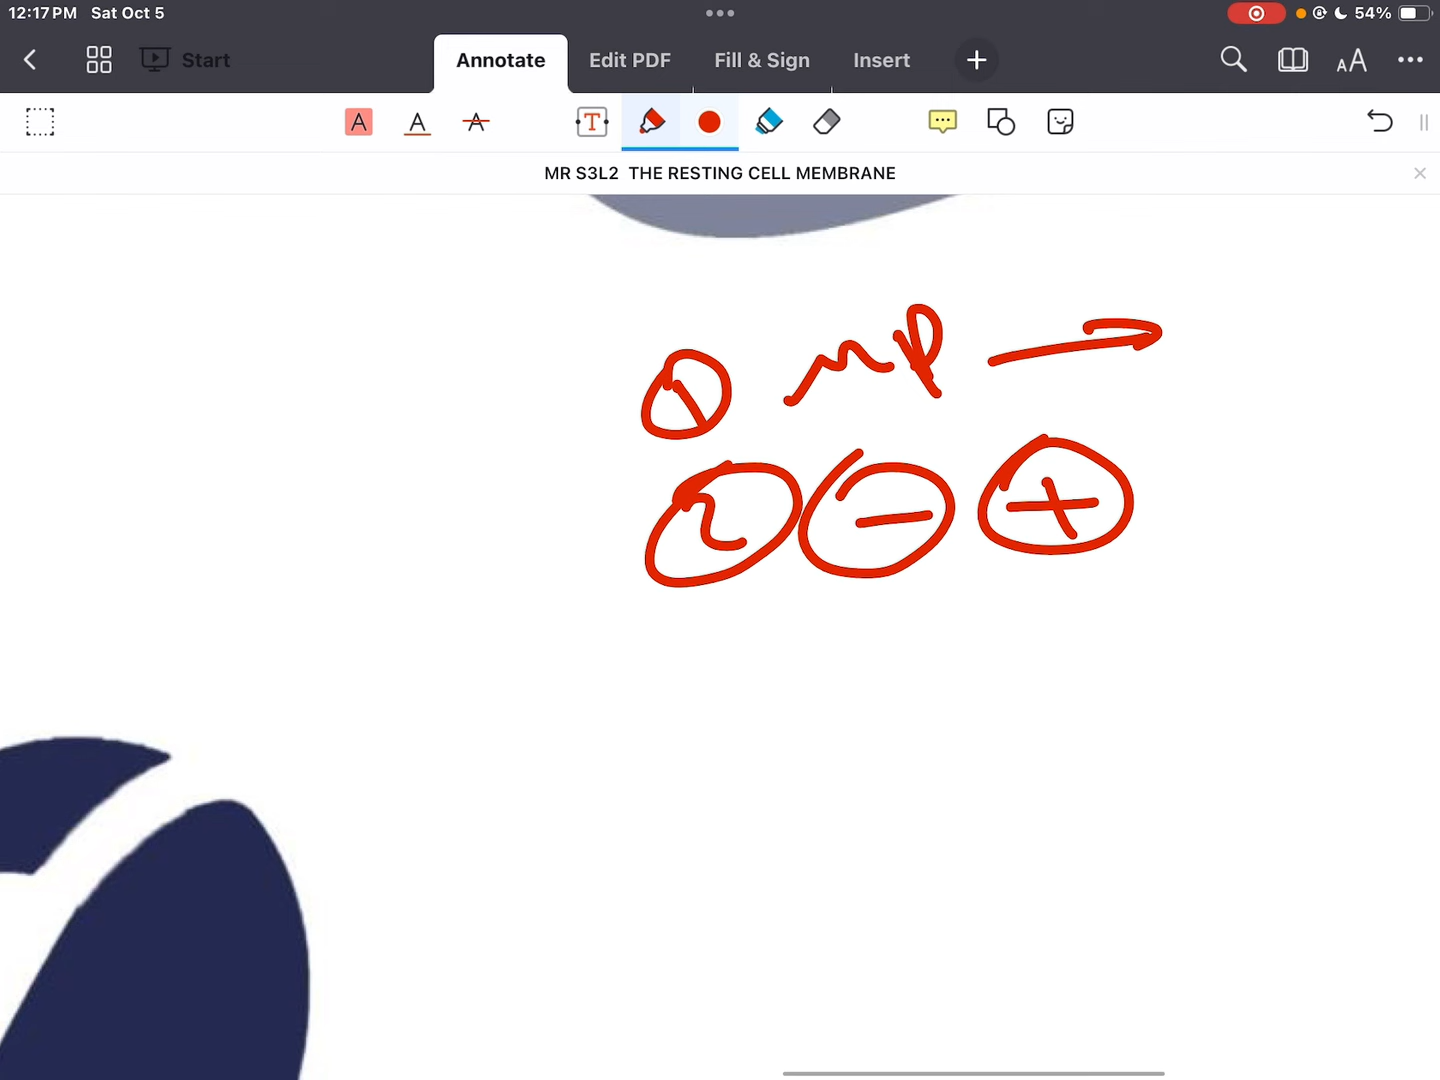 12:17 PM Sat Oct 5 54%
Start Annotate Edit PDF Fill & Sign Insert
A A A T AA
MR S3L2 THE RESTING CELL MEMBRANE
1 MP →
2 − +